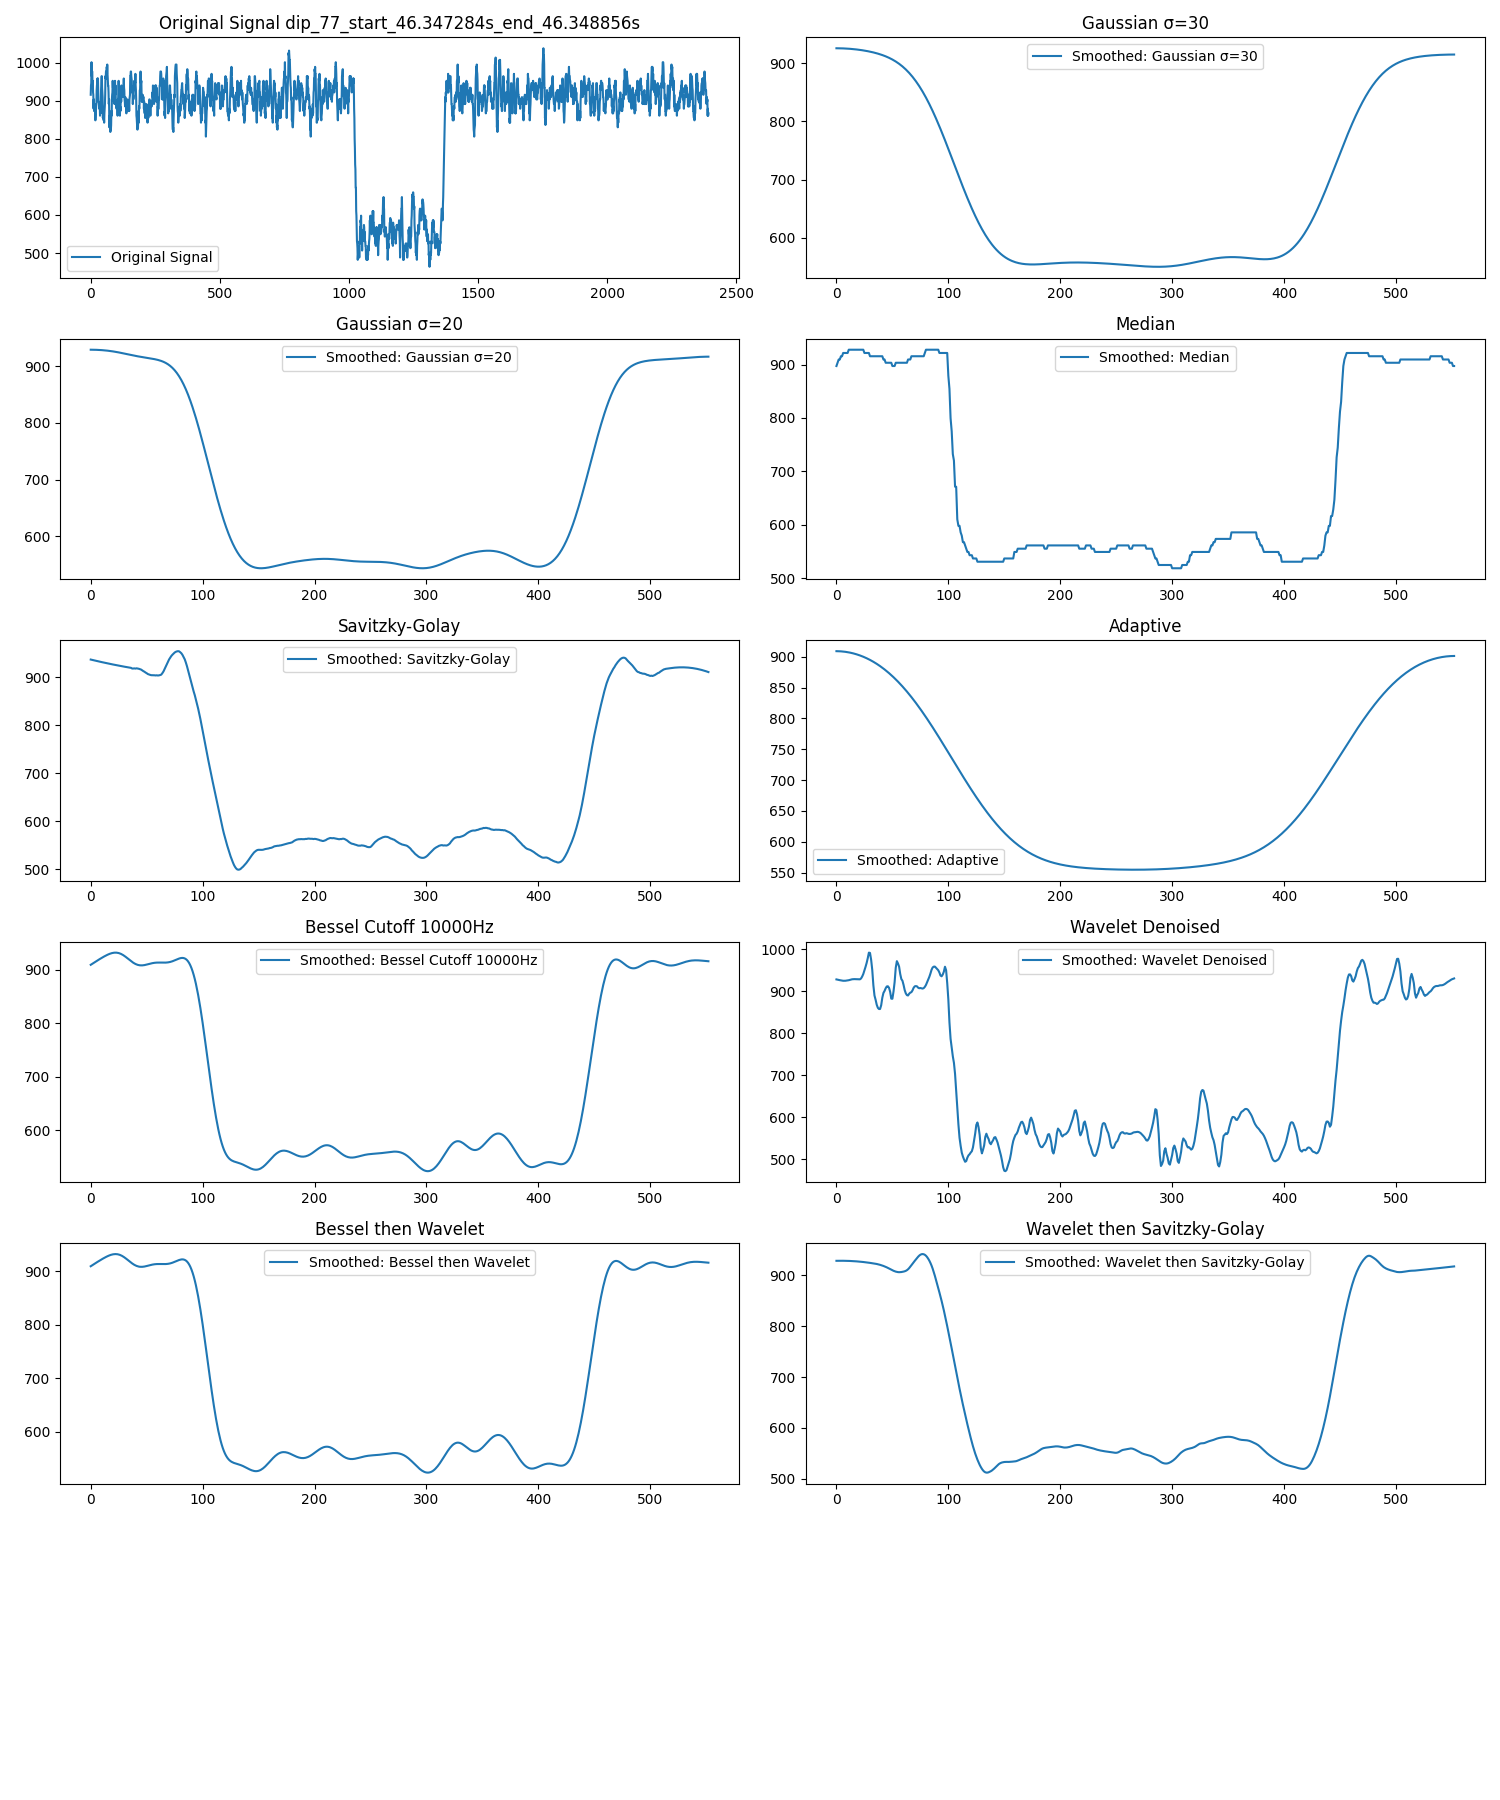 Original Signal dip_77_start_46.347284s_end_46.348856s
1000
900
800
700
600
500
Original Signal
0 500 1000 1500 2000 2500
Gaussian σ=30
900
800
700
600
Smoothed: Gaussian σ=30
0 100 200 300 400 500
Gaussian σ=20
900
800
700
600
Smoothed: Gaussian σ=20
0 100 200 300 400 500
Median
900
800
700
600
500
Smoothed: Median
0 100 200 300 400 500
Savitzky-Golay
900
800
700
600
500
Smoothed: Savitzky-Golay
0 100 200 300 400 500
Adaptive
900
850
800
750
700
650
600
550
Smoothed: Adaptive
0 100 200 300 400 500
Bessel Cutoff 10000Hz
900
800
700
600
Smoothed: Bessel Cutoff 10000Hz
0 100 200 300 400 500
Wavelet Denoised
1000
900
800
700
600
500
Smoothed: Wavelet Denoised
0 100 200 300 400 500
Bessel then Wavelet
900
800
700
600
Smoothed: Bessel then Wavelet
0 100 200 300 400 500
Wavelet then Savitzky-Golay
900
800
700
600
500
Smoothed: Wavelet then Savitzky-Golay
0 100 200 300 400 500